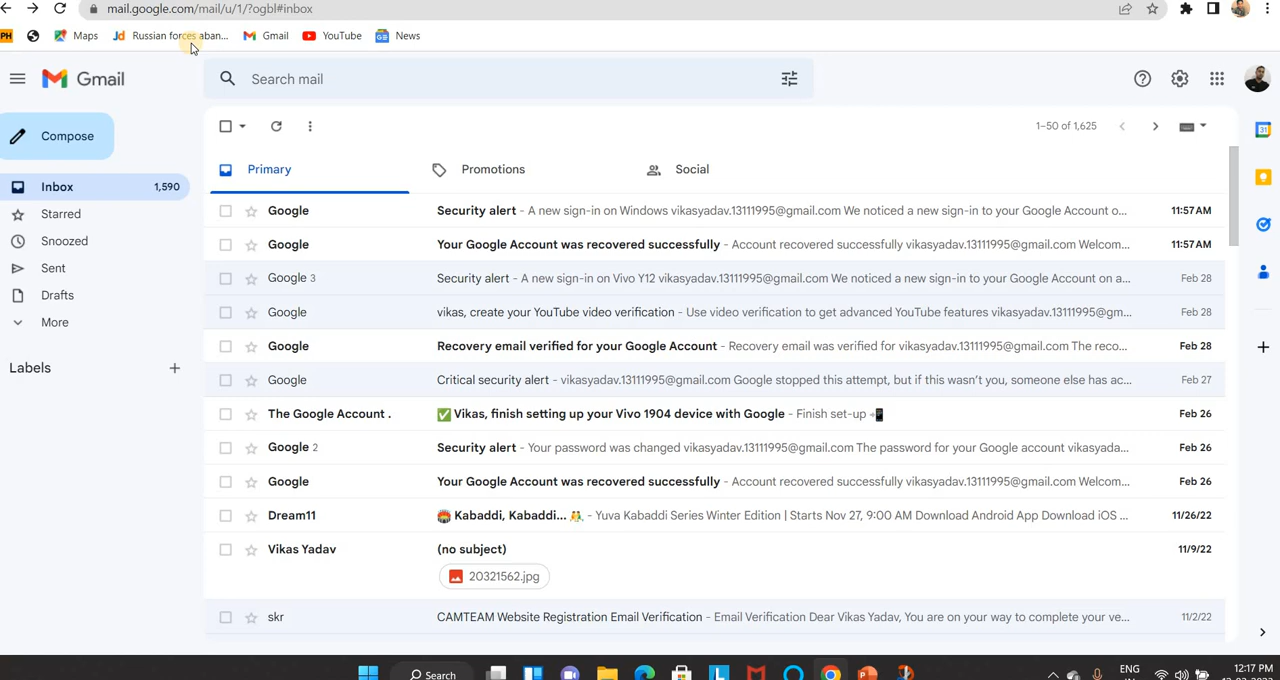 mail.google.com/mail/u/1/?ogbl#inbox
PH Maps Jd Russian forces aban... Gmail YouTube News
Gmail
Search mail
Compose
1–50 of 1,625
Primary Promotions Social
Inbox 1,590
Starred
Snoozed
Sent
Drafts
More
Labels
Google Security alert - A new sign-in on Windows vikasyadav.13111995@gmail.com We noticed a new sign-in to your Google Account o... 11:57 AM
Google Your Google Account was recovered successfully - Account recovered successfully vikasyadav.13111995@gmail.com Welcom... 11:57 AM
Google 3 Security alert - A new sign-in on Vivo Y12 vikasyadav.13111995@gmail.com We noticed a new sign-in to your Google Account on a... Feb 28
Google vikas, create your YouTube video verification - Use video verification to get advanced YouTube features vikasyadav.13111995@gm... Feb 28
Google Recovery email verified for your Google Account - Recovery email was verified for vikasyadav.13111995@gmail.com The reco... Feb 28
Google Critical security alert - vikasyadav.13111995@gmail.com Google stopped this attempt, but if this wasn't you, someone else has ac... Feb 27
The Google Account . ✅ Vikas, finish setting up your Vivo 1904 device with Google - Finish set-up 📲 Feb 26
Google 2 Security alert - Your password was changed vikasyadav.13111995@gmail.com The password for your Google account vikasyada... Feb 26
Google Your Google Account was recovered successfully - Account recovered successfully vikasyadav.13111995@gmail.com Welcom... Feb 26
Dream11 Kabaddi, Kabaddi... 🤼 - Yuva Kabaddi Series Winter Edition | Starts Nov 27, 9:00 AM Download Android App Download iOS ... 11/26/22
Vikas Yadav (no subject) 11/9/22
20321562.jpg
skr CAMTEAM Website Registration Email Verification - Email Verification Dear Vikas Yadav, You are on your way to complete your ve... 11/2/22
31
Search
ENG
12:17 PM